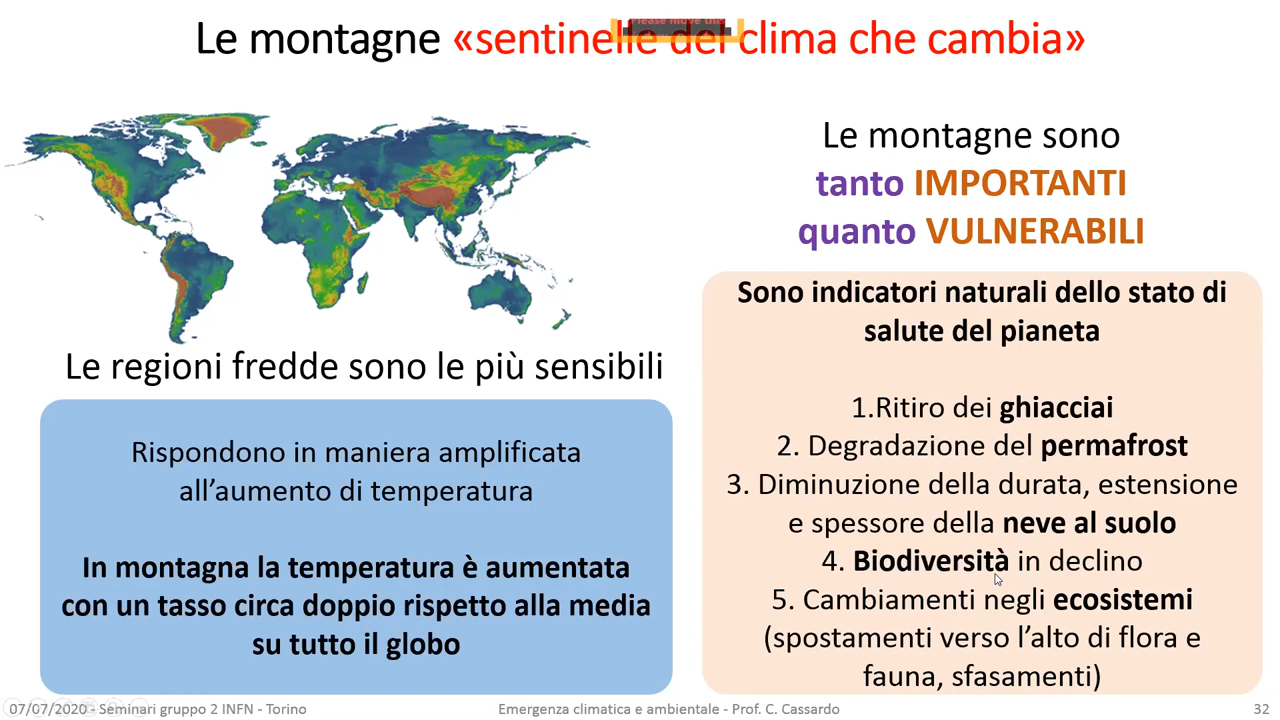 Le montagne «sentinelle del clima che cambia»
Please move this
Le montagne sono
tanto IMPORTANTI
quanto VULNERABILI
Le regioni fredde sono le più sensibili
Rispondono in maniera amplificata
all’aumento di temperatura
In montagna la temperatura è aumentata
con un tasso circa doppio rispetto alla media
su tutto il globo
Sono indicatori naturali dello stato di
salute del pianeta
1.Ritiro dei ghiacciai
2. Degradazione del permafrost
3. Diminuzione della durata, estensione
e spessore della neve al suolo
4. Biodiversità in declino
5. Cambiamenti negli ecosistemi
(spostamenti verso l’alto di flora e
fauna, sfasamenti)
07/07/2020 - Seminari gruppo 2 INFN - Torino
Emergenza climatica e ambientale - Prof. C. Cassardo
32